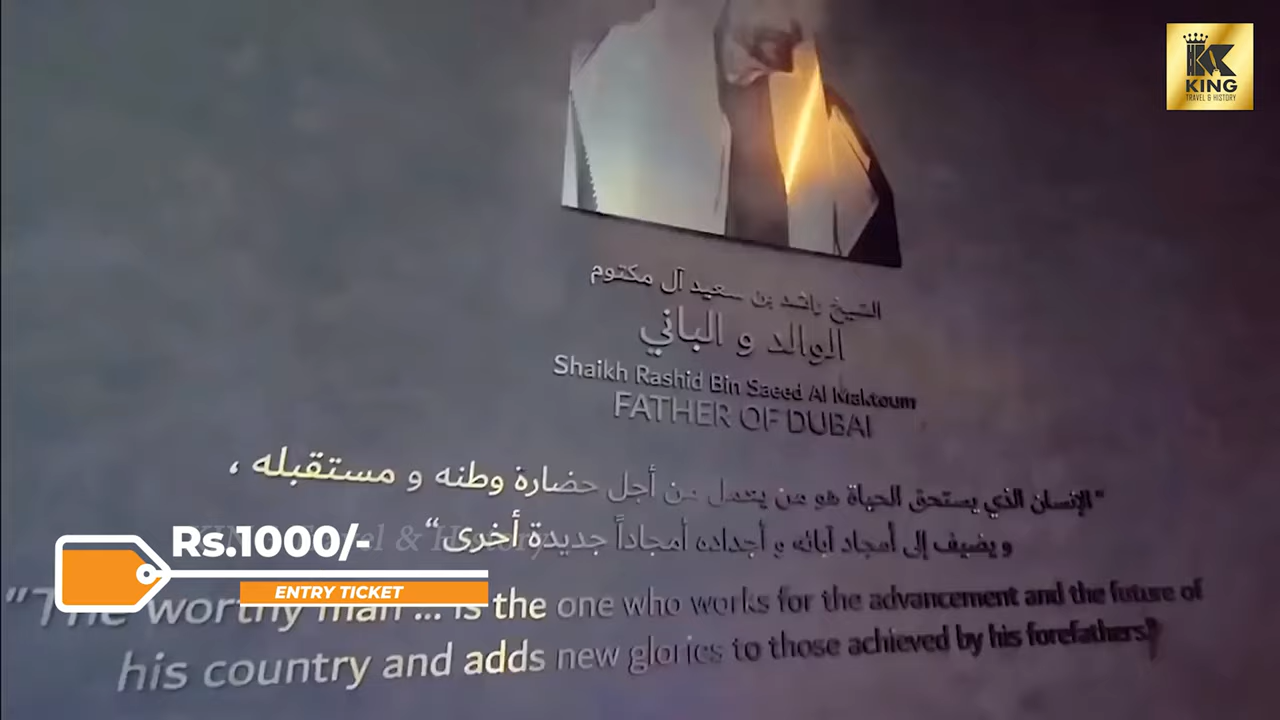 KING
TRAVEL & HISTORY
الشيخ راشد بن سعيد آل مكتوم
الوالد و الباني
Shaikh Rashid Bin Saeed Al Maktoum
FATHER OF DUBAI
"الإنسان الذي يستحق الحياة هو من يعمل من أجل حضارة وطنه و مستقبله ،
و يضيف إلى أمجاد آبائه و أجداده أمجاداً جديدة أخرى"
Rs.1000/-
ENTRY TICKET
"The worthy man ... is the one who works for the advancement and the future of
his country and adds new glories to those achieved by his forefathers"